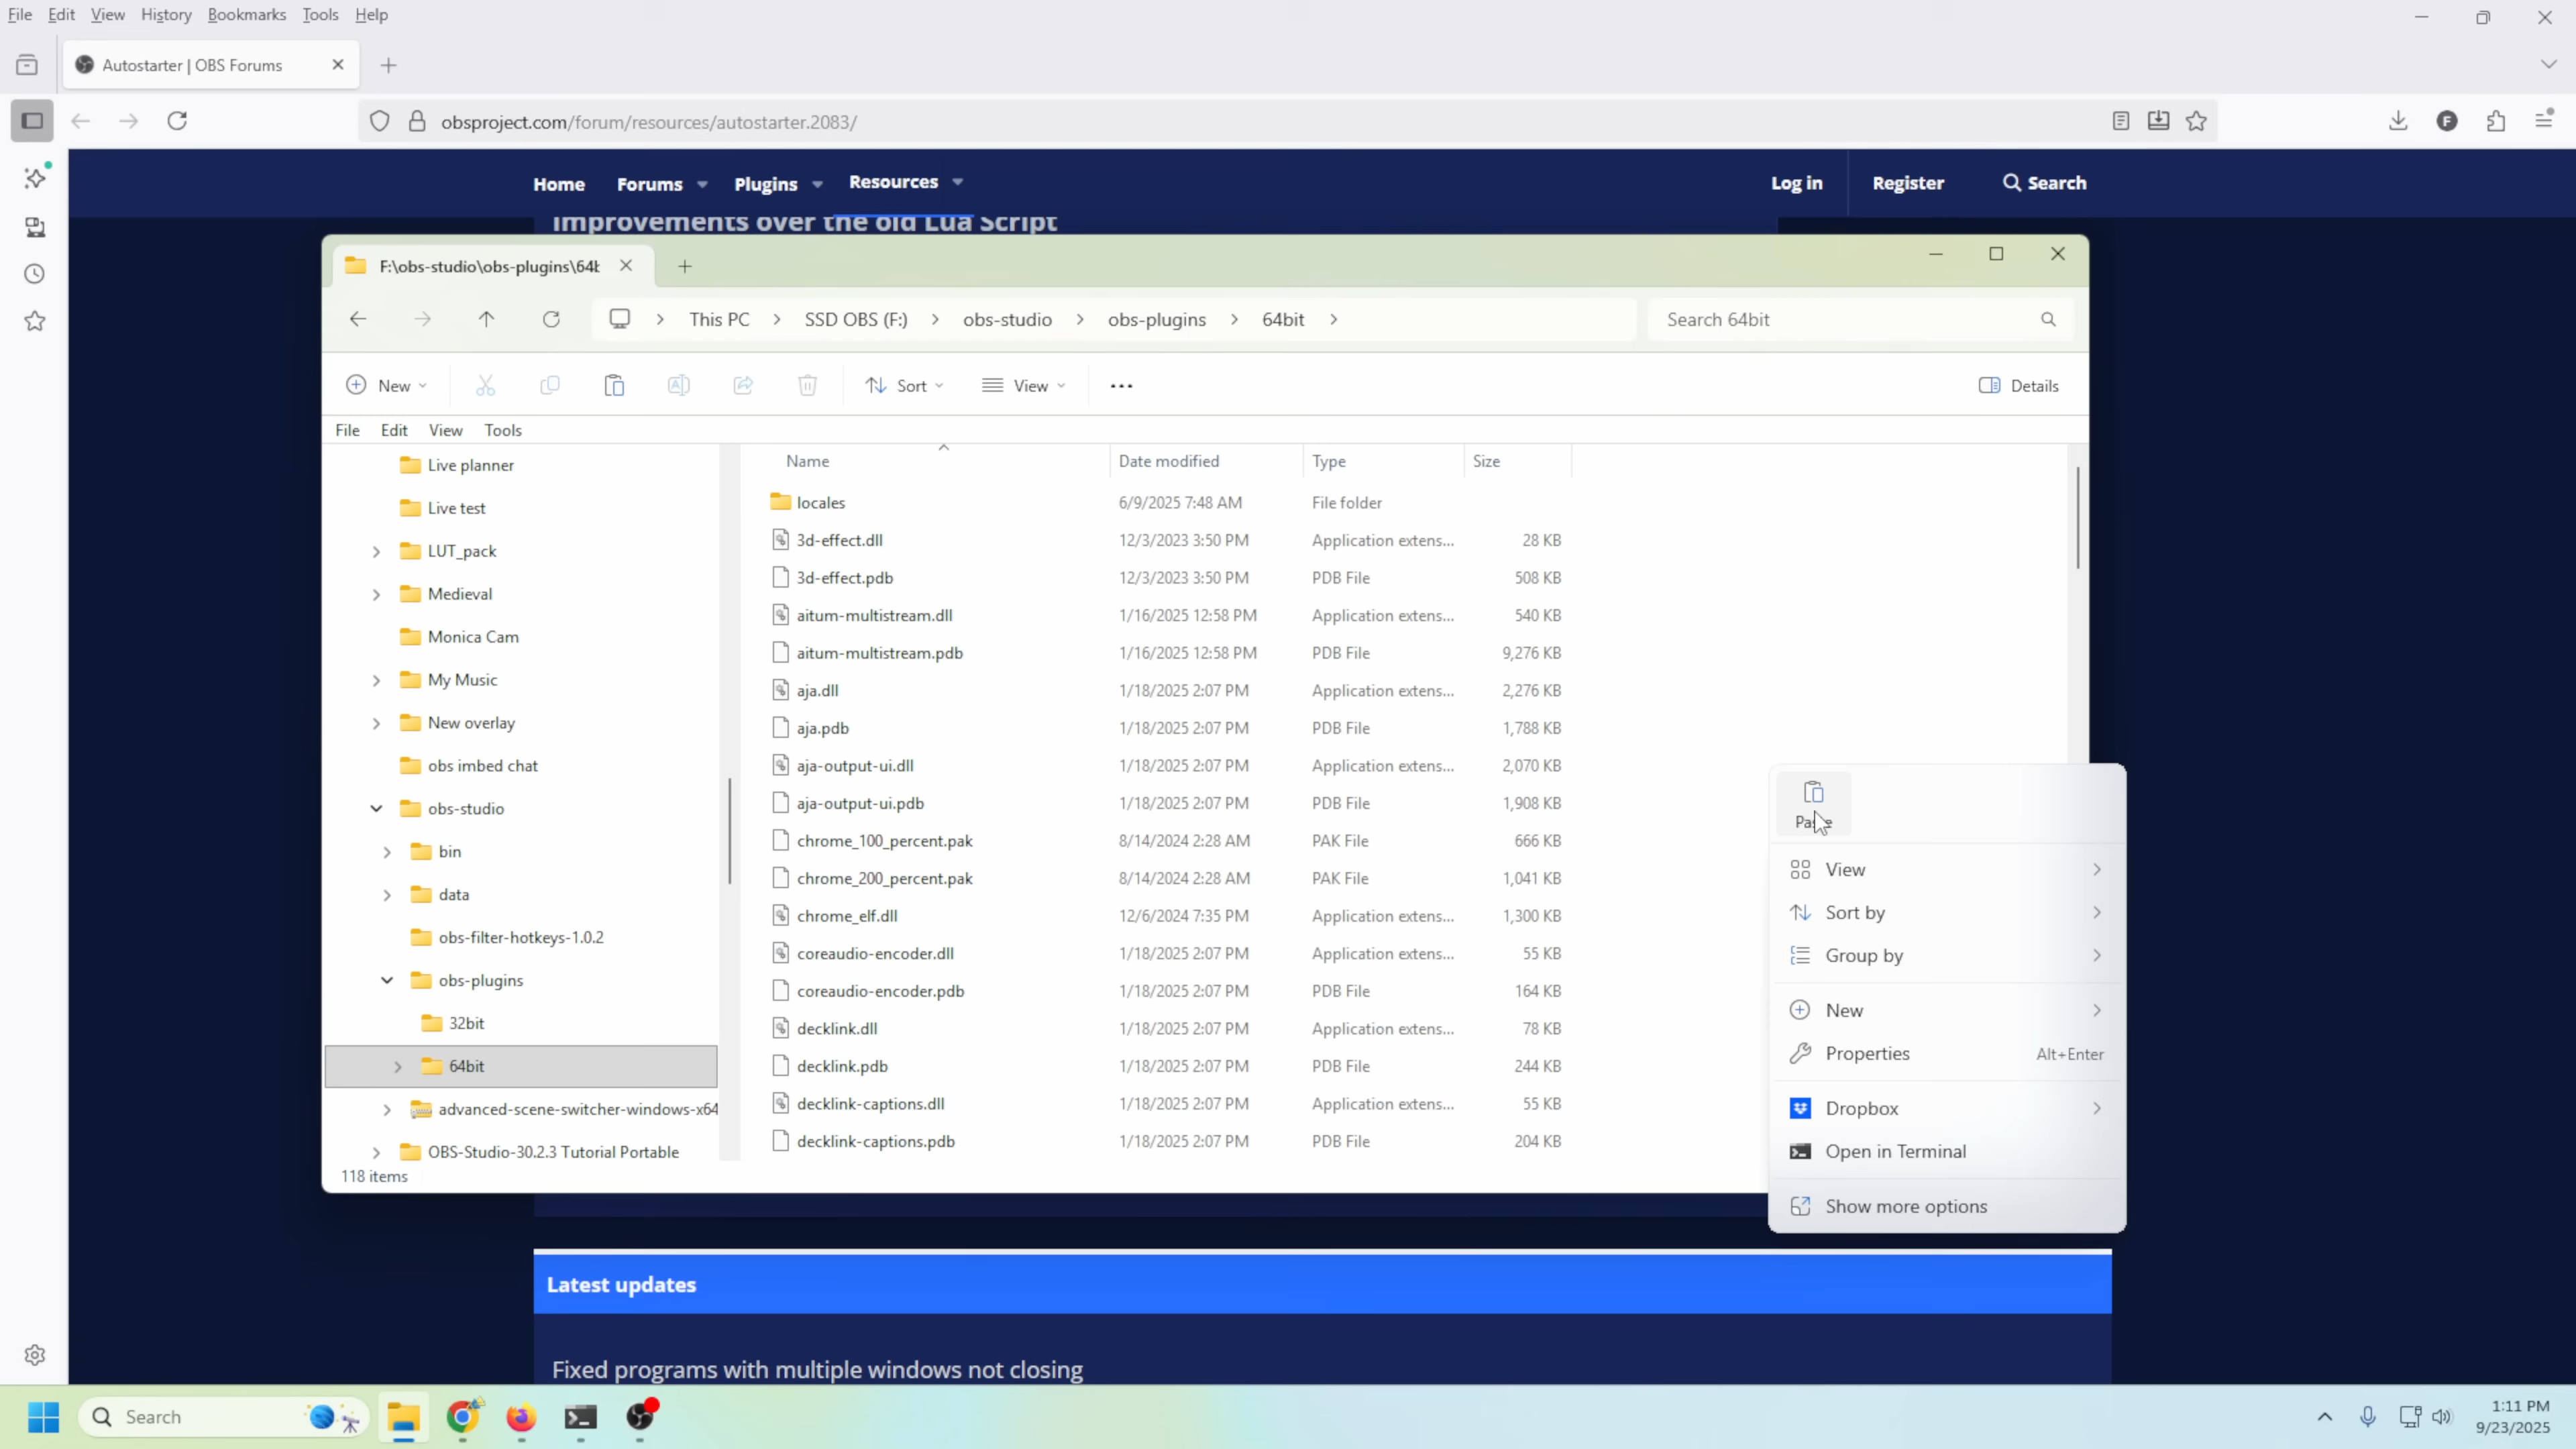 File Edit View History Bookmarks Tools Help
Autostarter | OBS Forums
obsproject.com/forum/resources/autostarter.2083/
Home Forums Plugins Resources Log in Register Search
Improvements over the old Lua Script
F:\obs-studio\obs-plugins\64b
This PC > SSD OBS (F:) > obs-studio > obs-plugins > 64bit >
Search 64bit
New Sort View ... Details
File Edit View Tools
Name Date modified Type Size
Live planner
Live test
LUT_pack
Medieval
Monica Cam
My Music
New overlay
obs imbed chat
obs-studio
bin
data
obs-filter-hotkeys-1.0.2
obs-plugins
32bit
64bit
advanced-scene-switcher-windows-x64
OBS-Studio-30.2.3 Tutorial Portable
118 items
locales 6/9/2025 7:48 AM File folder
3d-effect.dll 12/3/2023 3:50 PM Application extens... 28 KB
3d-effect.pdb 12/3/2023 3:50 PM PDB File 508 KB
aitum-multistream.dll 1/16/2025 12:58 PM Application extens... 540 KB
aitum-multistream.pdb 1/16/2025 12:58 PM PDB File 9,276 KB
aja.dll 1/18/2025 2:07 PM Application extens... 2,276 KB
aja.pdb 1/18/2025 2:07 PM PDB File 1,788 KB
aja-output-ui.dll 1/18/2025 2:07 PM Application extens... 2,070 KB
aja-output-ui.pdb 1/18/2025 2:07 PM PDB File 1,908 KB
chrome_100_percent.pak 8/14/2024 2:28 AM PAK File 666 KB
chrome_200_percent.pak 8/14/2024 2:28 AM PAK File 1,041 KB
chrome_elf.dll 12/6/2024 7:35 PM Application extens... 1,300 KB
coreaudio-encoder.dll 1/18/2025 2:07 PM Application extens... 55 KB
coreaudio-encoder.pdb 1/18/2025 2:07 PM PDB File 164 KB
decklink.dll 1/18/2025 2:07 PM Application extens... 78 KB
decklink.pdb 1/18/2025 2:07 PM PDB File 244 KB
decklink-captions.dll 1/18/2025 2:07 PM Application extens... 55 KB
decklink-captions.pdb 1/18/2025 2:07 PM PDB File 204 KB
Paste
View
Sort by
Group by
New
Properties Alt+Enter
Dropbox
Open in Terminal
Show more options
Latest updates
Fixed programs with multiple windows not closing
Search
1:11 PM
9/23/2025